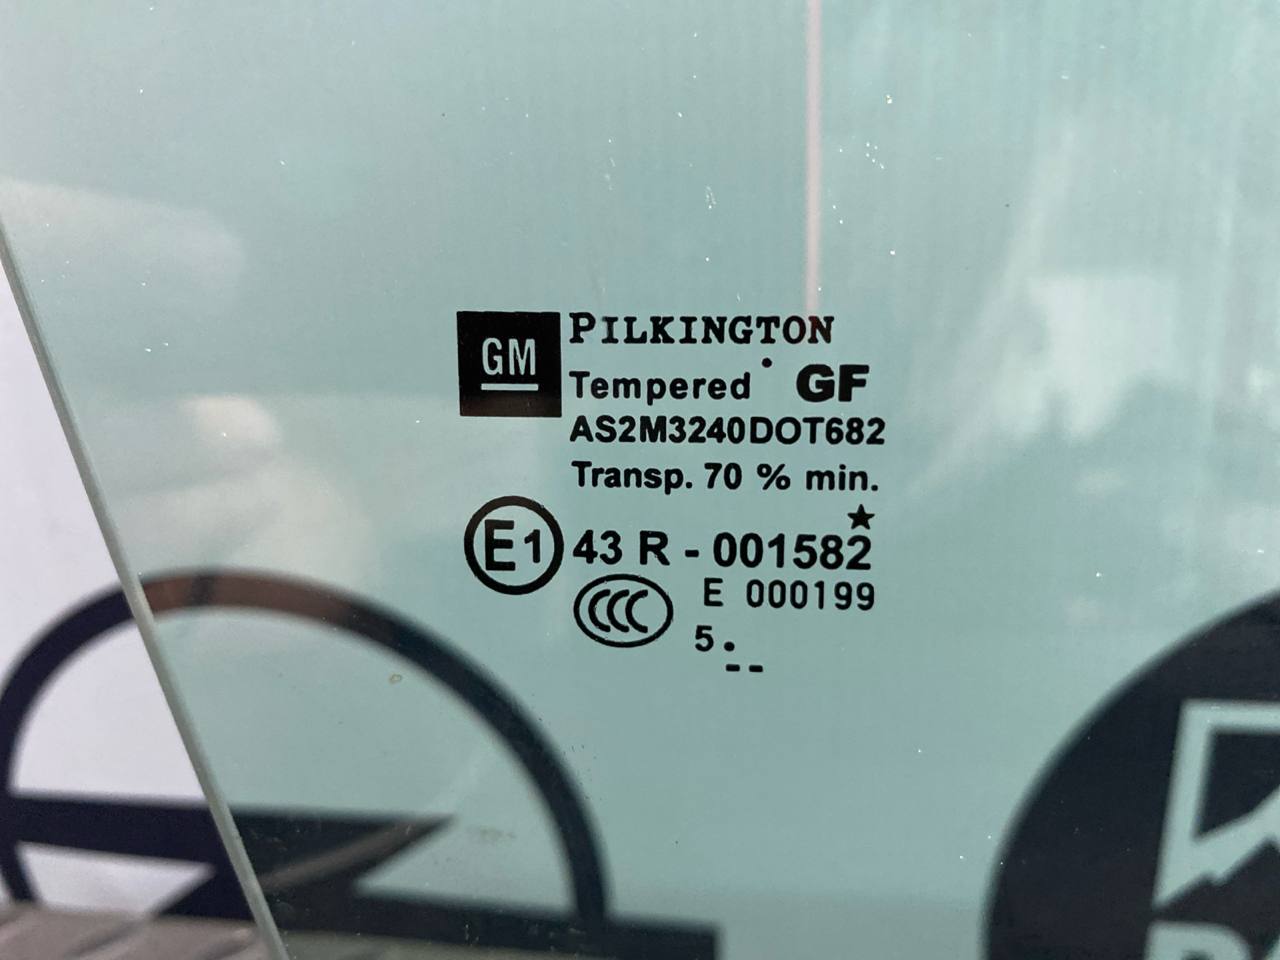 GM
PILKINGTON
Tempered GF
AS2M3240DOT682
Transp. 70 % min.
E1 43 R - 001582
CCC E 000199
5.
--